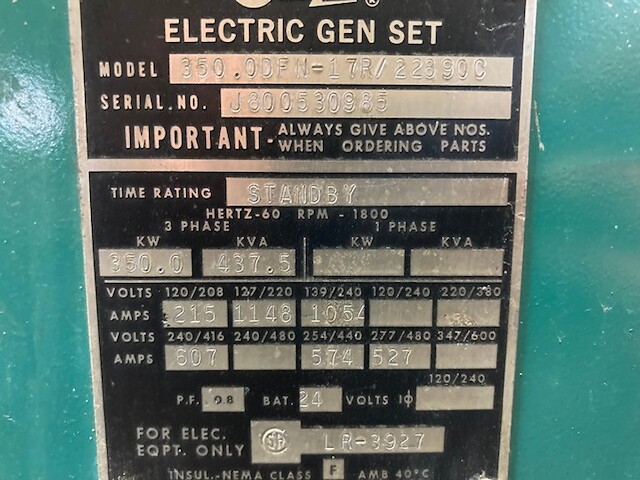 ELECTRIC GEN SET
MODEL 350.0DFN-17R/22390C
SERIAL.NO. J800530985
IMPORTANT- ALWAYS GIVE ABOVE NOS.
WHEN ORDERING PARTS
TIME RATING STANDBY
HERTZ-60 RPM - 1800
3 PHASE 1 PHASE
KW KVA KW KVA
350.0 437.5
VOLTS 120/208 127/220 139/240 120/240 220/380
AMPS 215 1148 1054
VOLTS 240/416 240/480 254/440 277/480 347/600
AMPS 607 574 527
120/240
P.F. 0.8 BAT. 24 VOLTS 10
FOR ELEC.
EQPT. ONLY LR-3927
INSUL.-NEMA CLASS F AMB 40°C